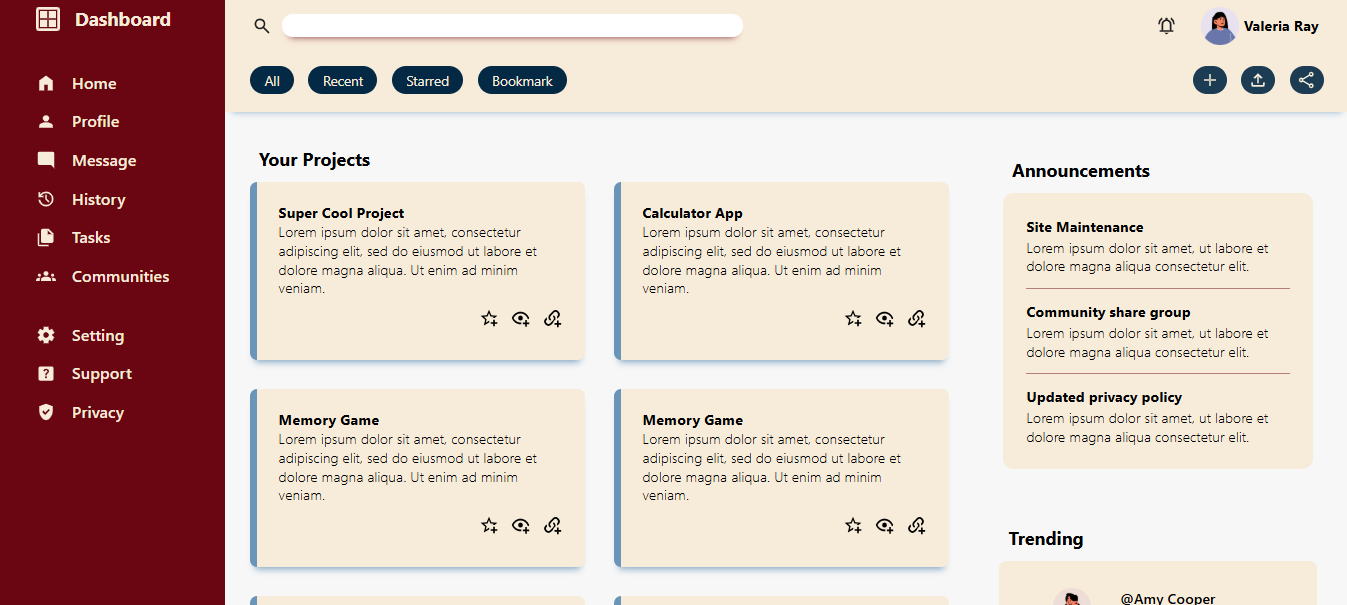 Dashboard
Home
Profile
Message
History
Tasks
Communities
Setting
Support
Privacy
Valeria Ray
All
Recent
Starred
Bookmark
Your Projects
Super Cool Project
Lorem ipsum dolor sit amet, consectetur
adipiscing elit, sed do eiusmod ut labore et
dolore magna aliqua. Ut enim ad minim
veniam.
Calculator App
Lorem ipsum dolor sit amet, consectetur
adipiscing elit, sed do eiusmod ut labore et
dolore magna aliqua. Ut enim ad minim
veniam.
Memory Game
Lorem ipsum dolor sit amet, consectetur
adipiscing elit, sed do eiusmod ut labore et
dolore magna aliqua. Ut enim ad minim
veniam.
Memory Game
Lorem ipsum dolor sit amet, consectetur
adipiscing elit, sed do eiusmod ut labore et
dolore magna aliqua. Ut enim ad minim
veniam.
Announcements
Site Maintenance
Lorem ipsum dolor sit amet, ut labore et
dolore magna aliqua consectetur elit.
Community share group
Lorem ipsum dolor sit amet, ut labore et
dolore magna aliqua consectetur elit.
Updated privacy policy
Lorem ipsum dolor sit amet, ut labore et
dolore magna aliqua consectetur elit.
Trending
@Amy Cooper